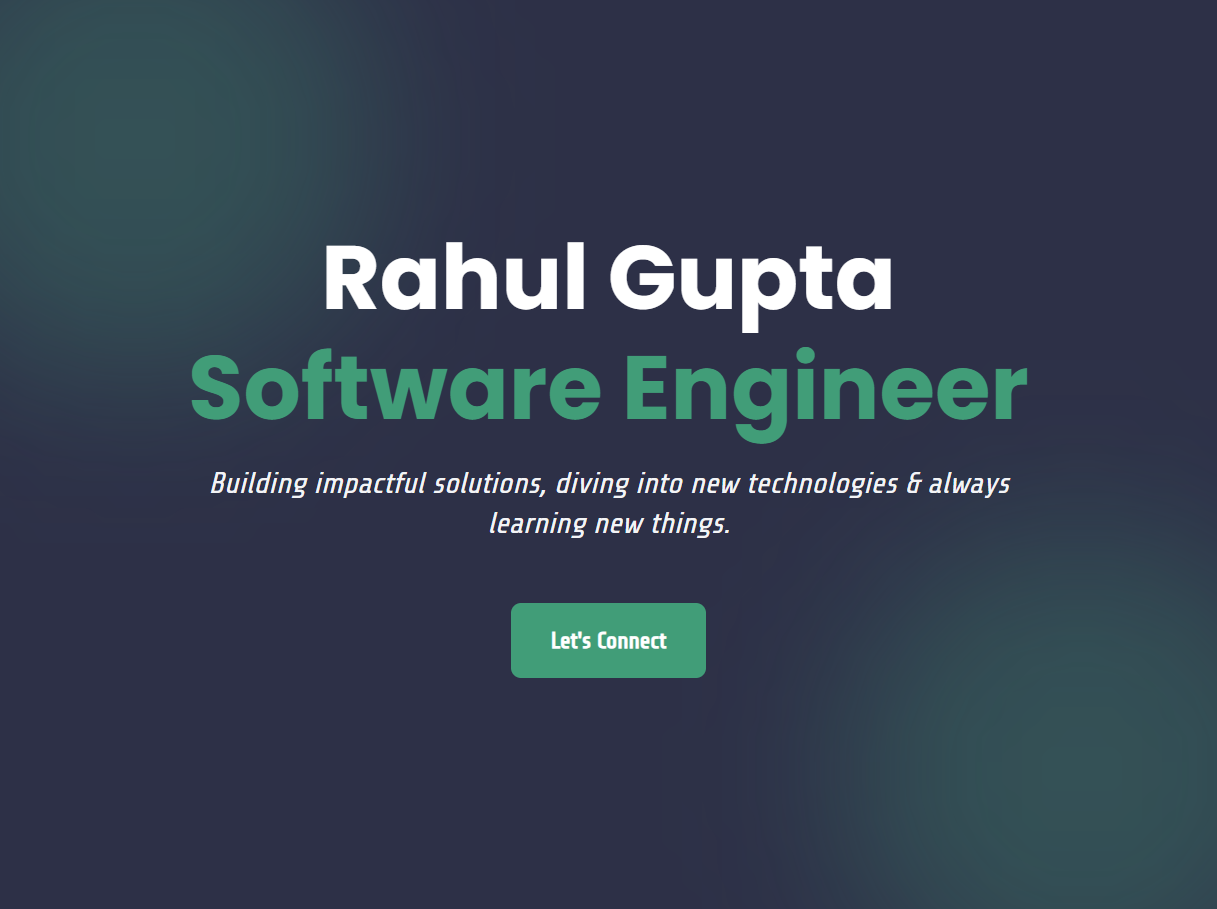 Rahul Gupta
Software Engineer
Building impactful solutions, diving into new technologies & always
learning new things.
Let's Connect